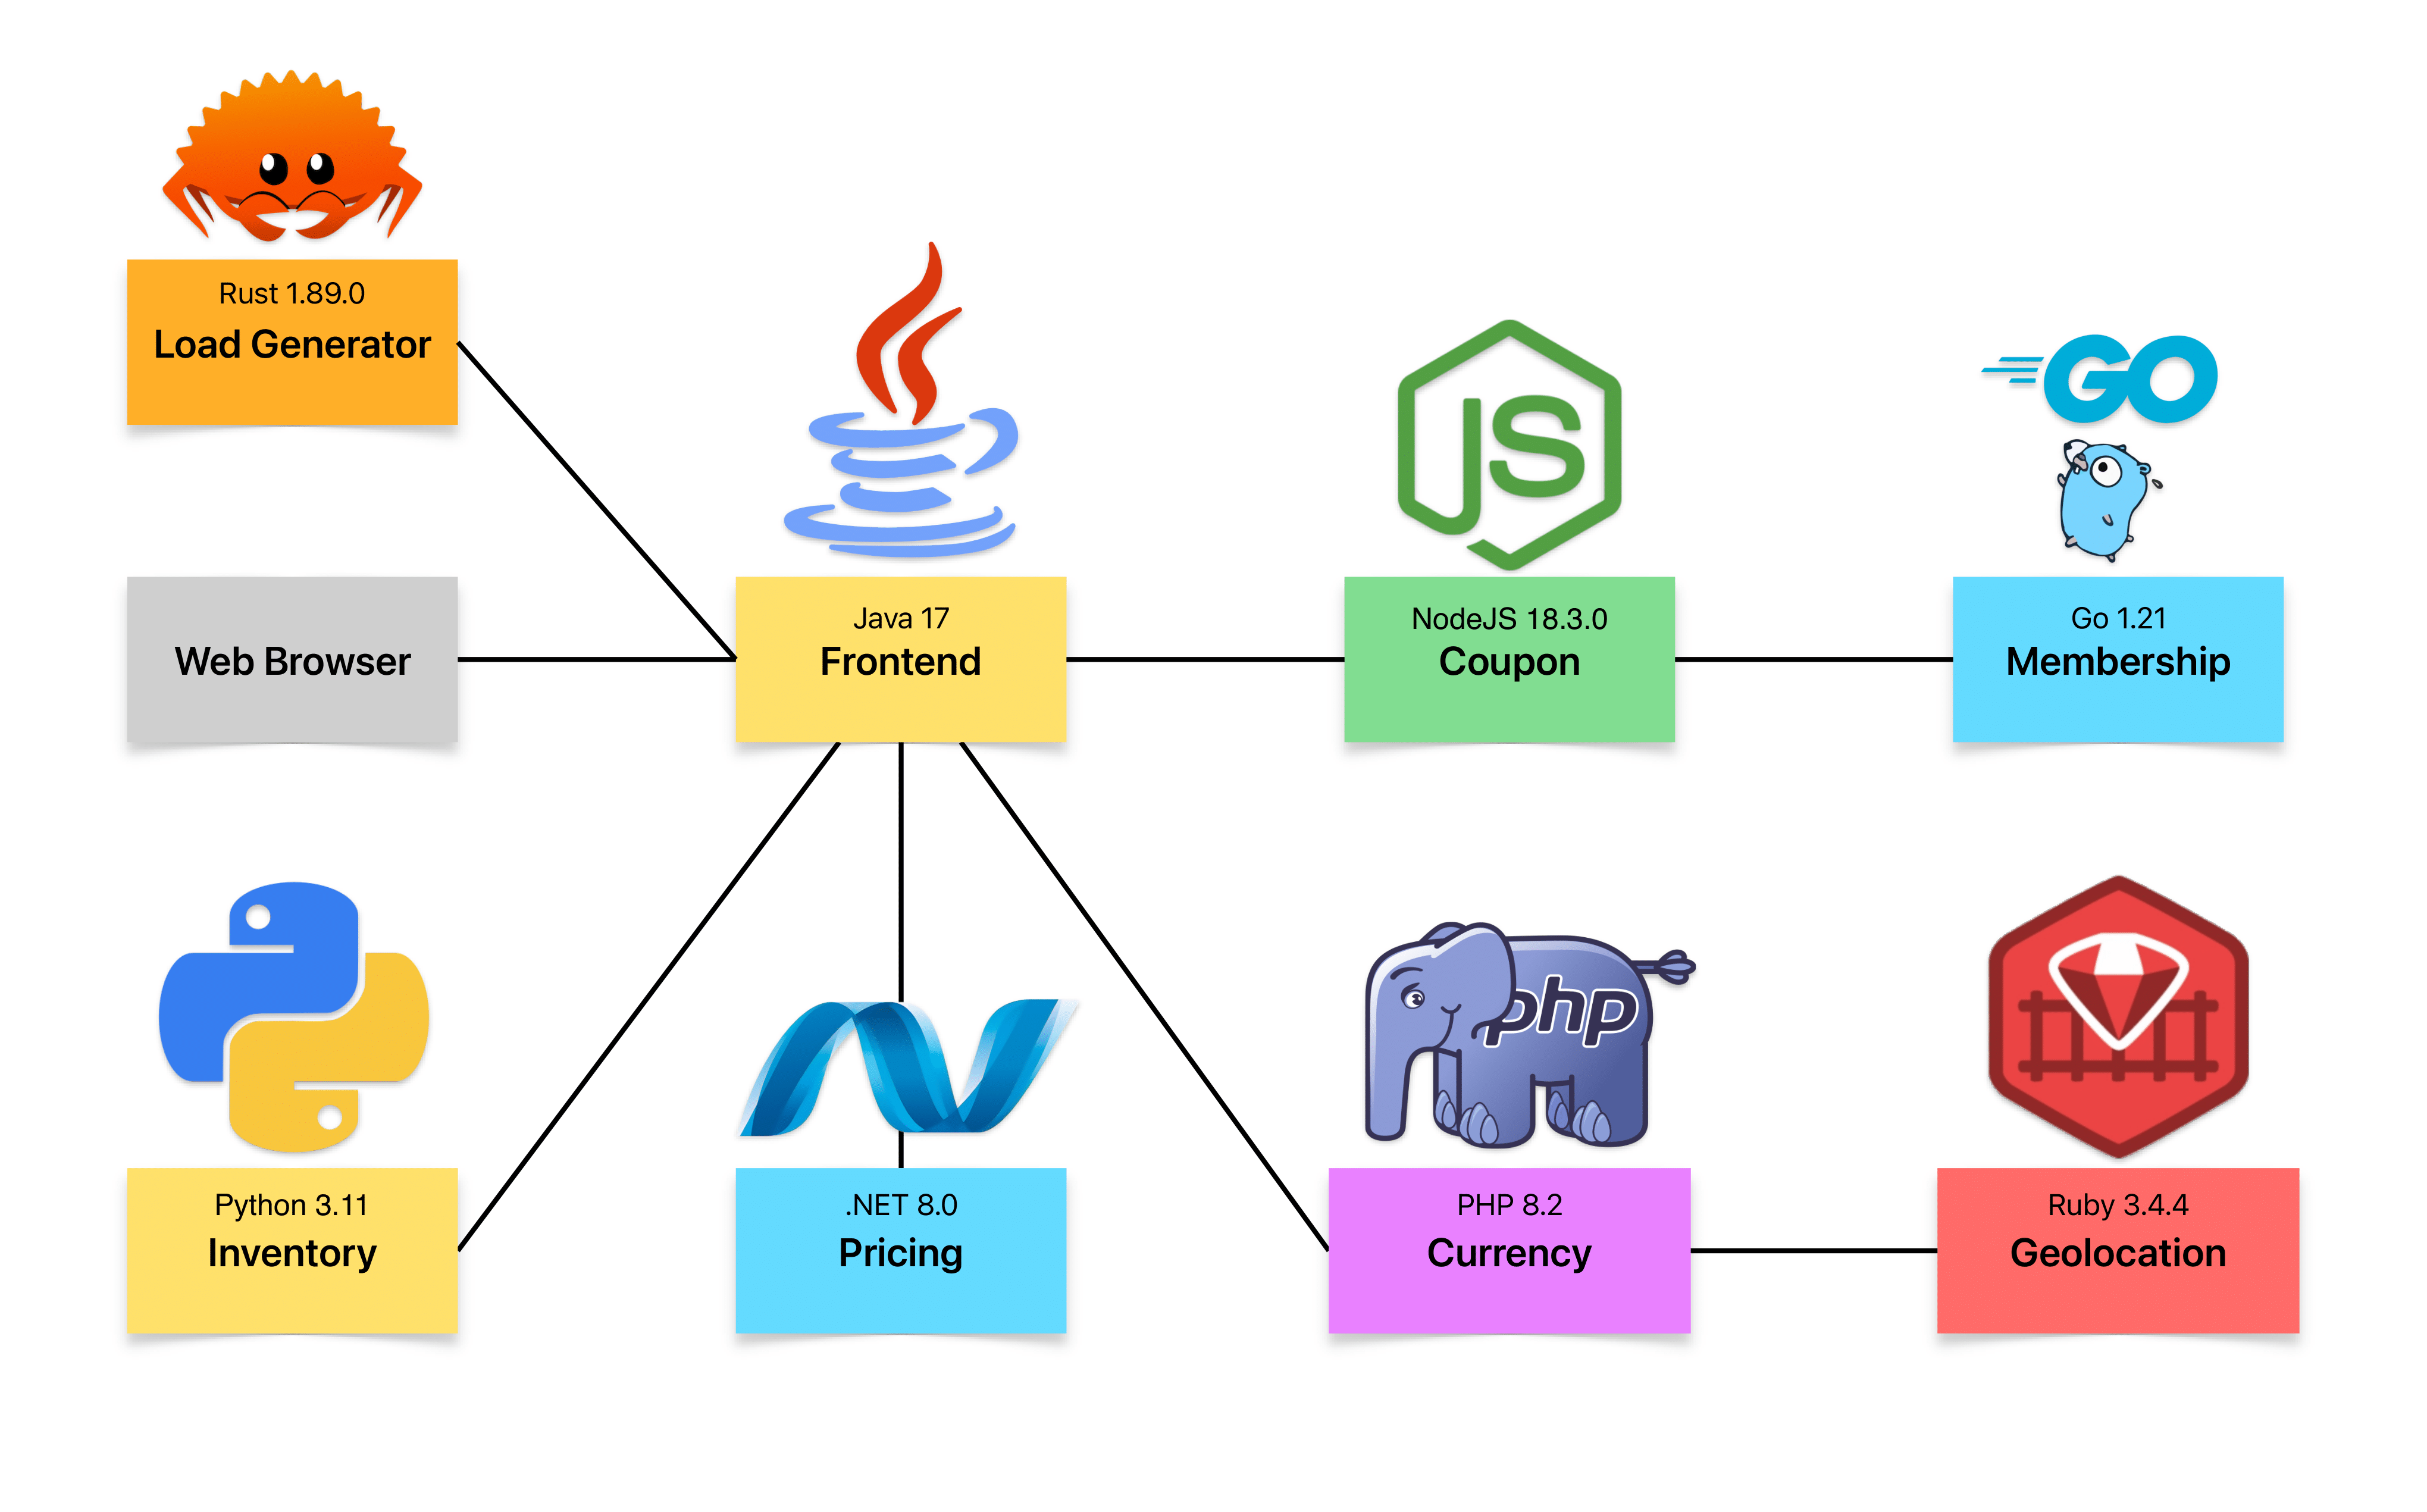 Rust 1.89.0
Load Generator
Web Browser
Java 17
Frontend
JS
NodeJS 18.3.0
Coupon
GO
Go 1.21
Membership
Python 3.11
Inventory
.NET 8.0
Pricing
php
PHP 8.2
Currency
Ruby 3.4.4
Geolocation